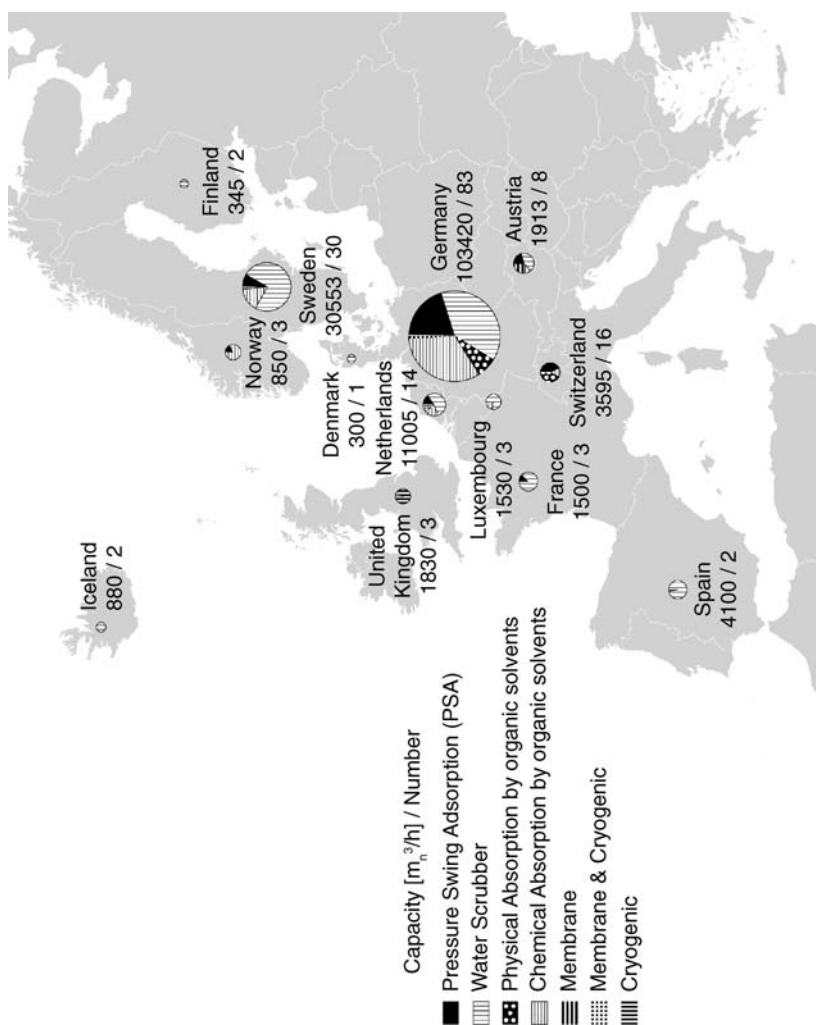 Iceland
880 / 2
Norway
850 / 3
Finland
345 / 2
Sweden
30553 / 30
Denmark
300 / 1
United
Kingdom
1830 / 3
Netherlands
11005 / 14
Germany
103420 / 83
Luxembourg
1530 / 3
Austria
1913 / 8
France
1500 / 3
Switzerland
3595 / 16
Spain
4100 / 2
Capacity [mₙ³/h] / Number
Pressure Swing Adsorption (PSA)
Water Scrubber
Physical Absorption by organic solvents
Chemical Absorption by organic solvents
Membrane
Membrane & Cryogenic
Cryogenic